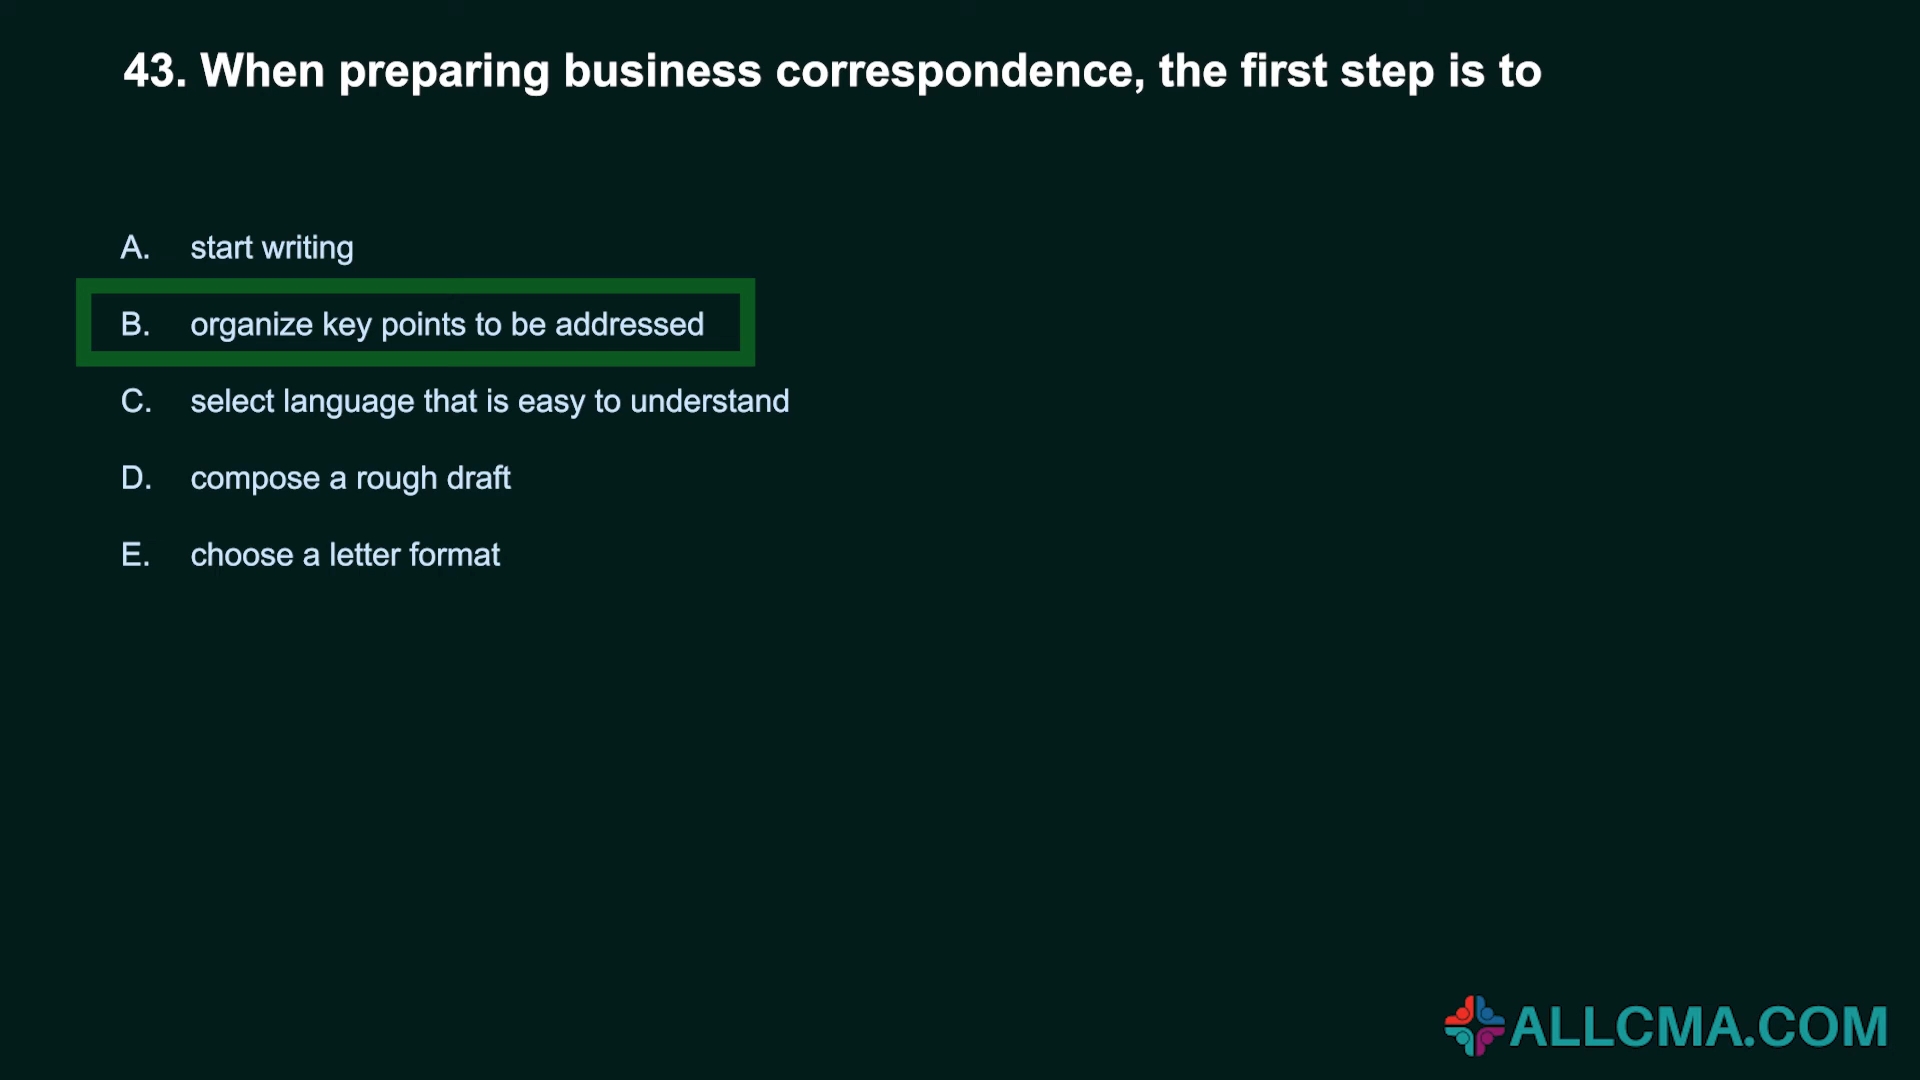 43. When preparing business correspondence, the first step is to
A. start writing
B. organize key points to be addressed
C. select language that is easy to understand
D. compose a rough draft
E. choose a letter format
ALLCMA.COM